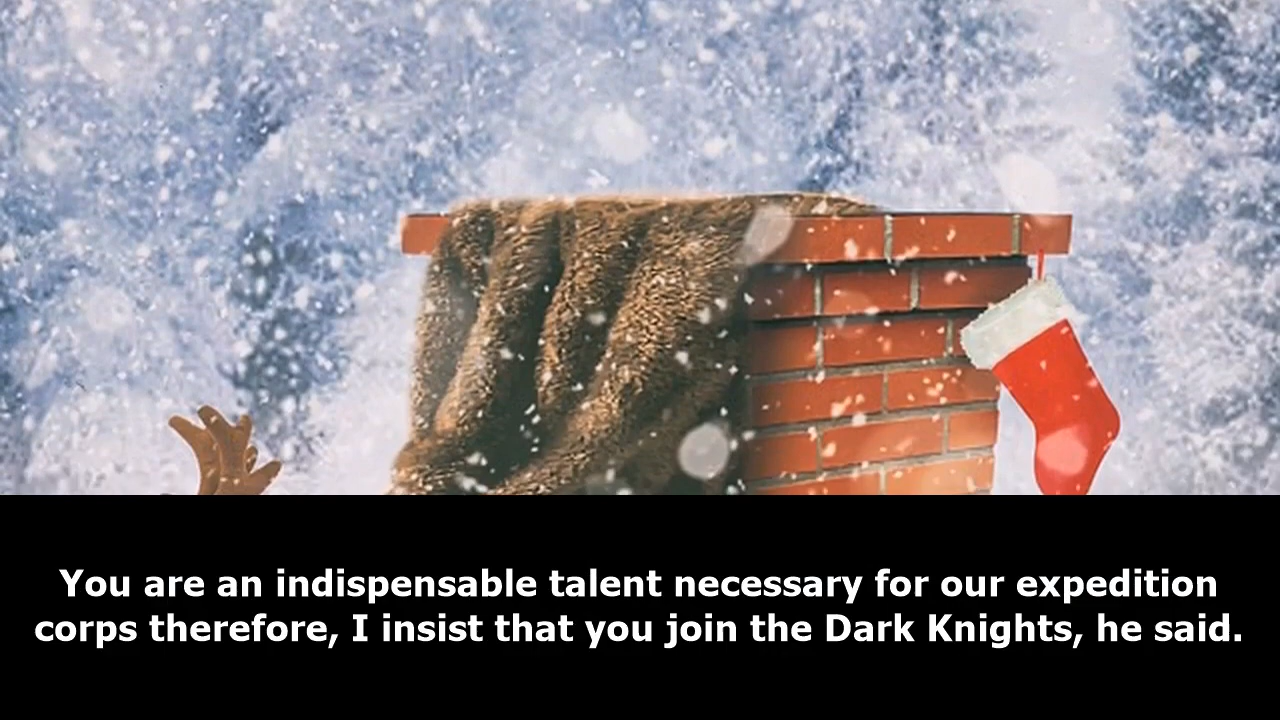 You are an indispensable talent necessary for our expedition
corps therefore, I insist that you join the Dark Knights, he said.